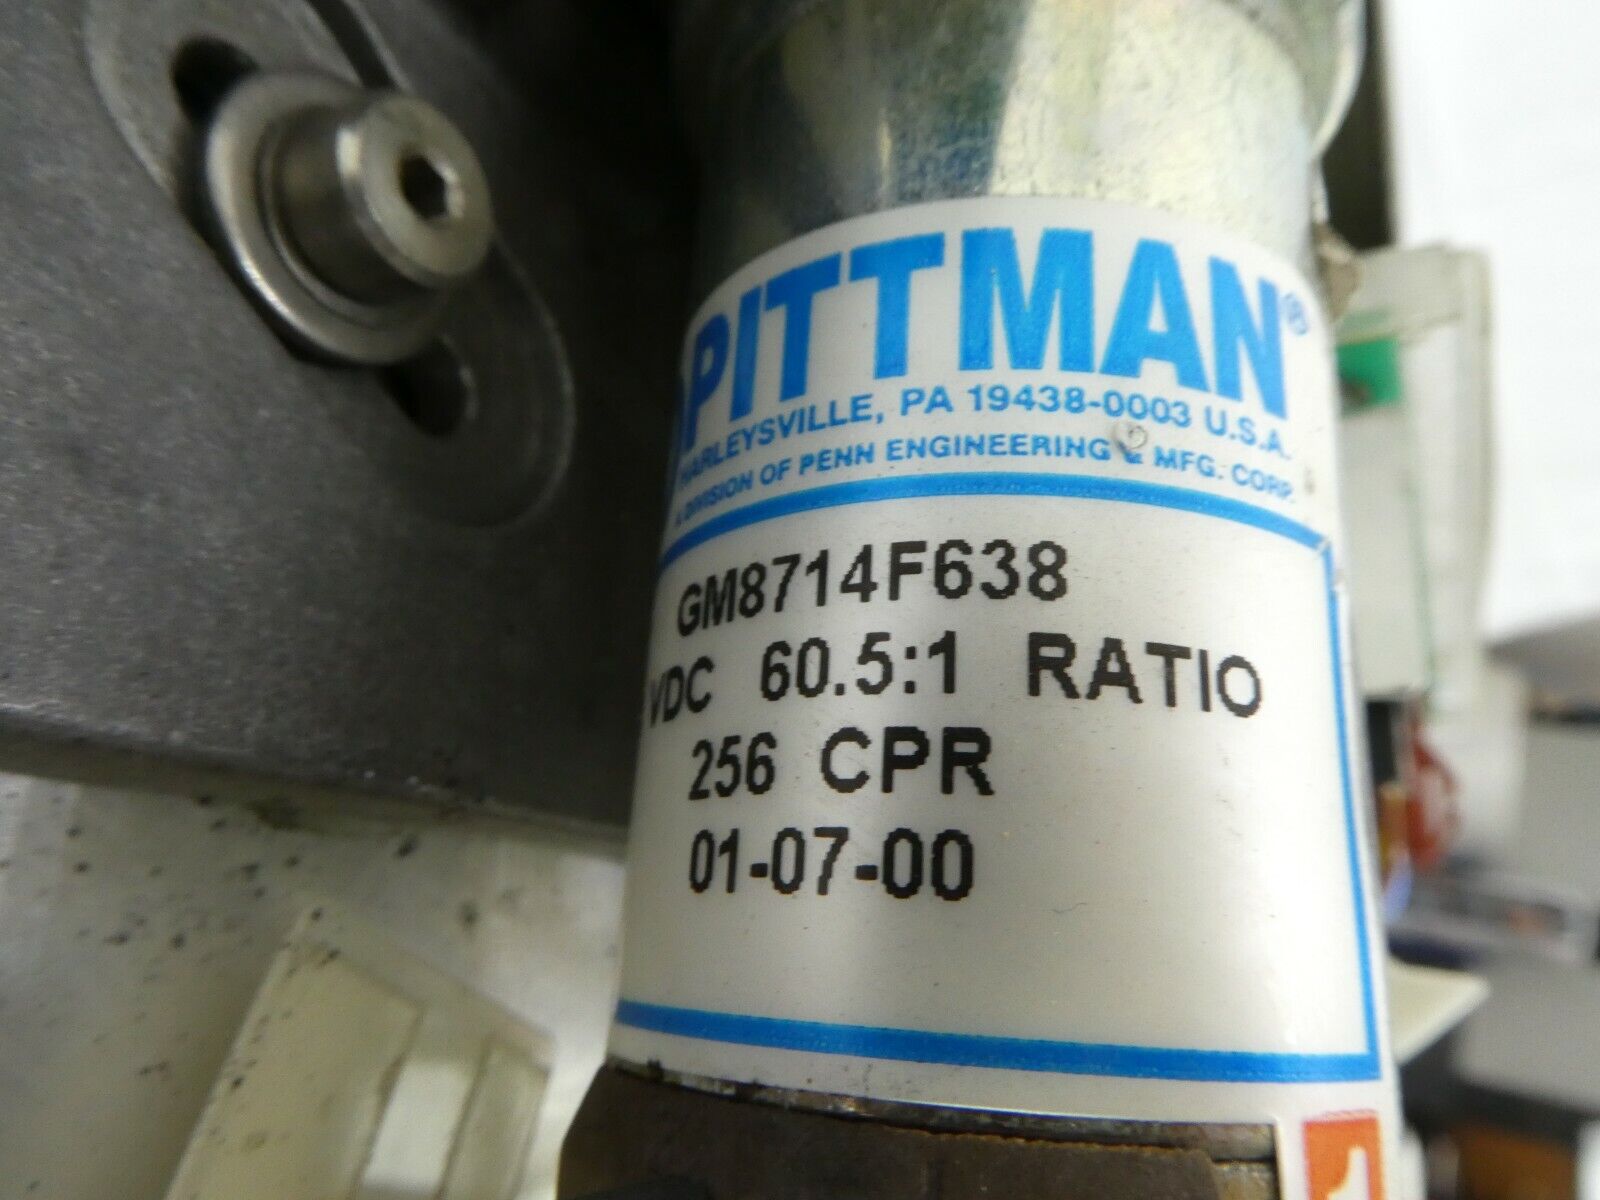 PITTMAN®
HARLEYSVILLE, PA 19438-0003 U.S.A.
A DIVISION OF PENN ENGINEERING & MFG. CORP.
GM8714F638
VDC 60.5:1 RATIO
256 CPR
01-07-00